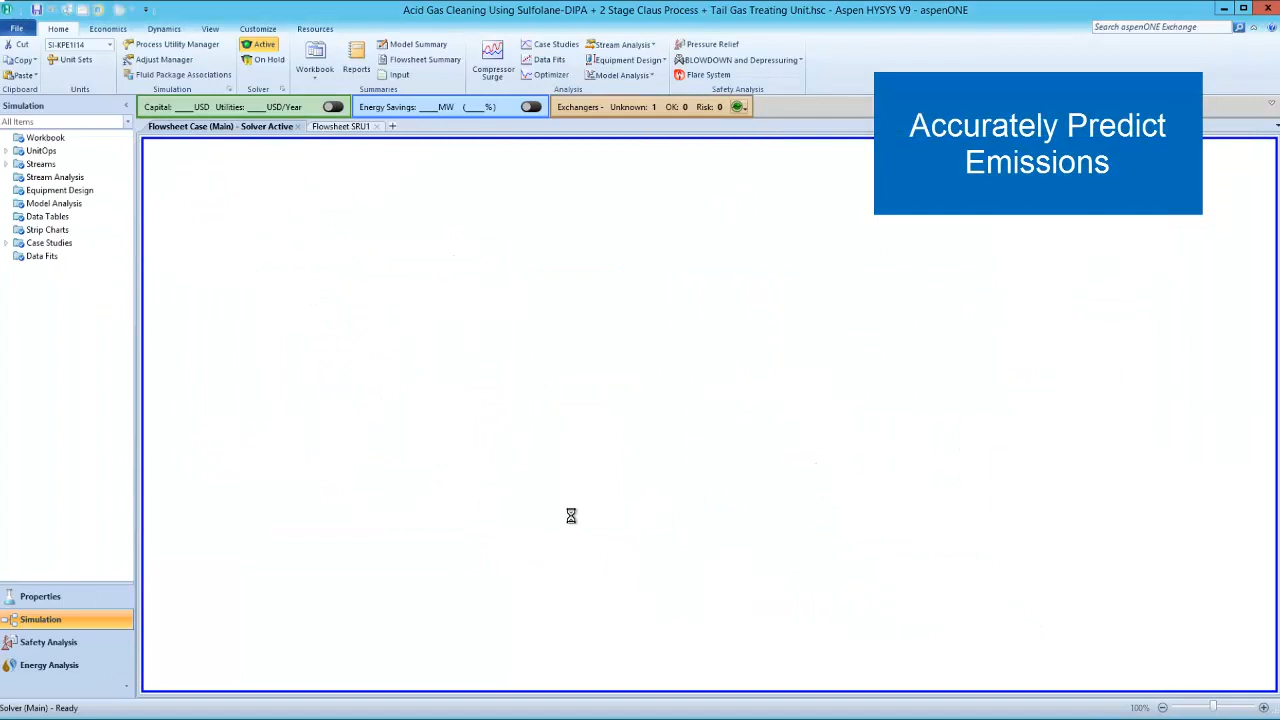 Acid Gas Cleaning Using Sulfolane-DIPA + 2 Stage Claus Process + Tail Gas Treating Unit.hsc - Aspen HYSYS V9 - aspenONE
File Home Economics Dynamics View Customize Resources
Search aspenONE Exchange
Cut
Copy
Paste
Clipboard
SI-KPE1I14
Unit Sets
Units
Process Utility Manager
Adjust Manager
Fluid Package Associations
Simulation
Active
On Hold
Solver
Workbook
Reports
Model Summary
Flowsheet Summary
Input
Summaries
Compressor
Surge
Case Studies
Data Fits
Optimizer
Stream Analysis
Equipment Design
Model Analysis
Analysis
Pressure Relief
BLOWDOWN and Depressuring
Flare System
Safety Analysis
Simulation
Capital: ____USD Utilities: ____USD/Year
Energy Savings: ____MW (____%)
Exchangers - Unknown: 1 OK: 0 Risk: 0
All Items
Flowsheet Case (Main) - Solver Active
Flowsheet SRU1
Accurately Predict
Emissions
Workbook
UnitOps
Streams
Stream Analysis
Equipment Design
Model Analysis
Data Tables
Strip Charts
Case Studies
Data Fits
Properties
Simulation
Safety Analysis
Energy Analysis
Solver (Main) - Ready
100%